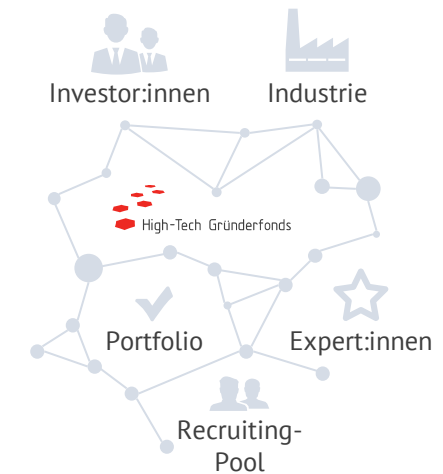 Investor:innen
Industrie
High-Tech Gründerfonds
Portfolio
Expert:innen
Recruiting-
Pool